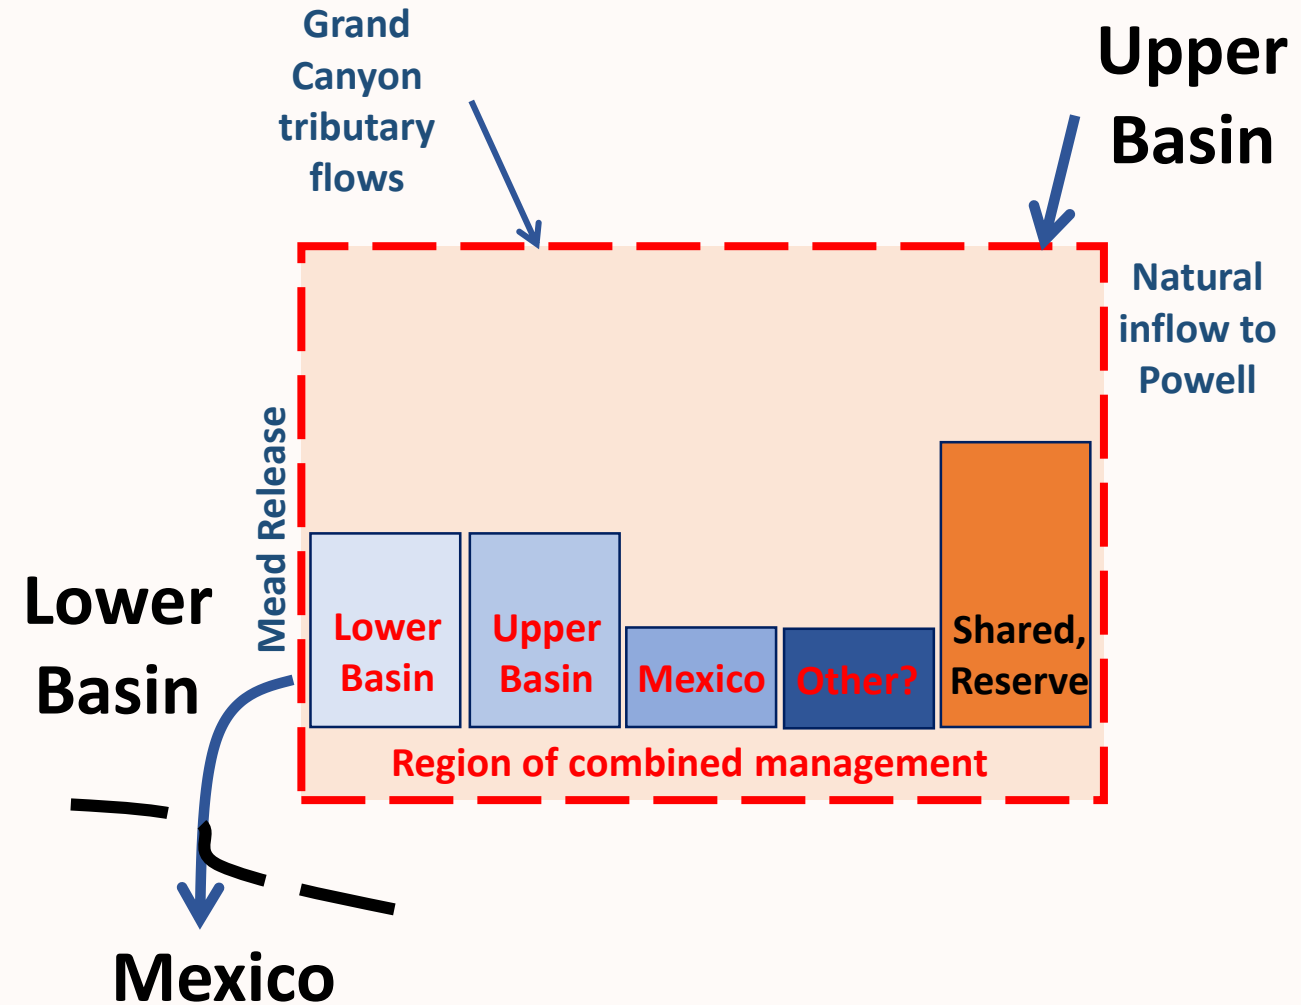 Grand
Canyon
tributary
flows
Upper
Basin
Natural
inflow to
Powell
Mead Release
Lower
Basin
Lower
Basin
Upper
Basin
Mexico
Other?
Shared,
Reserve
Region of combined management
Mexico